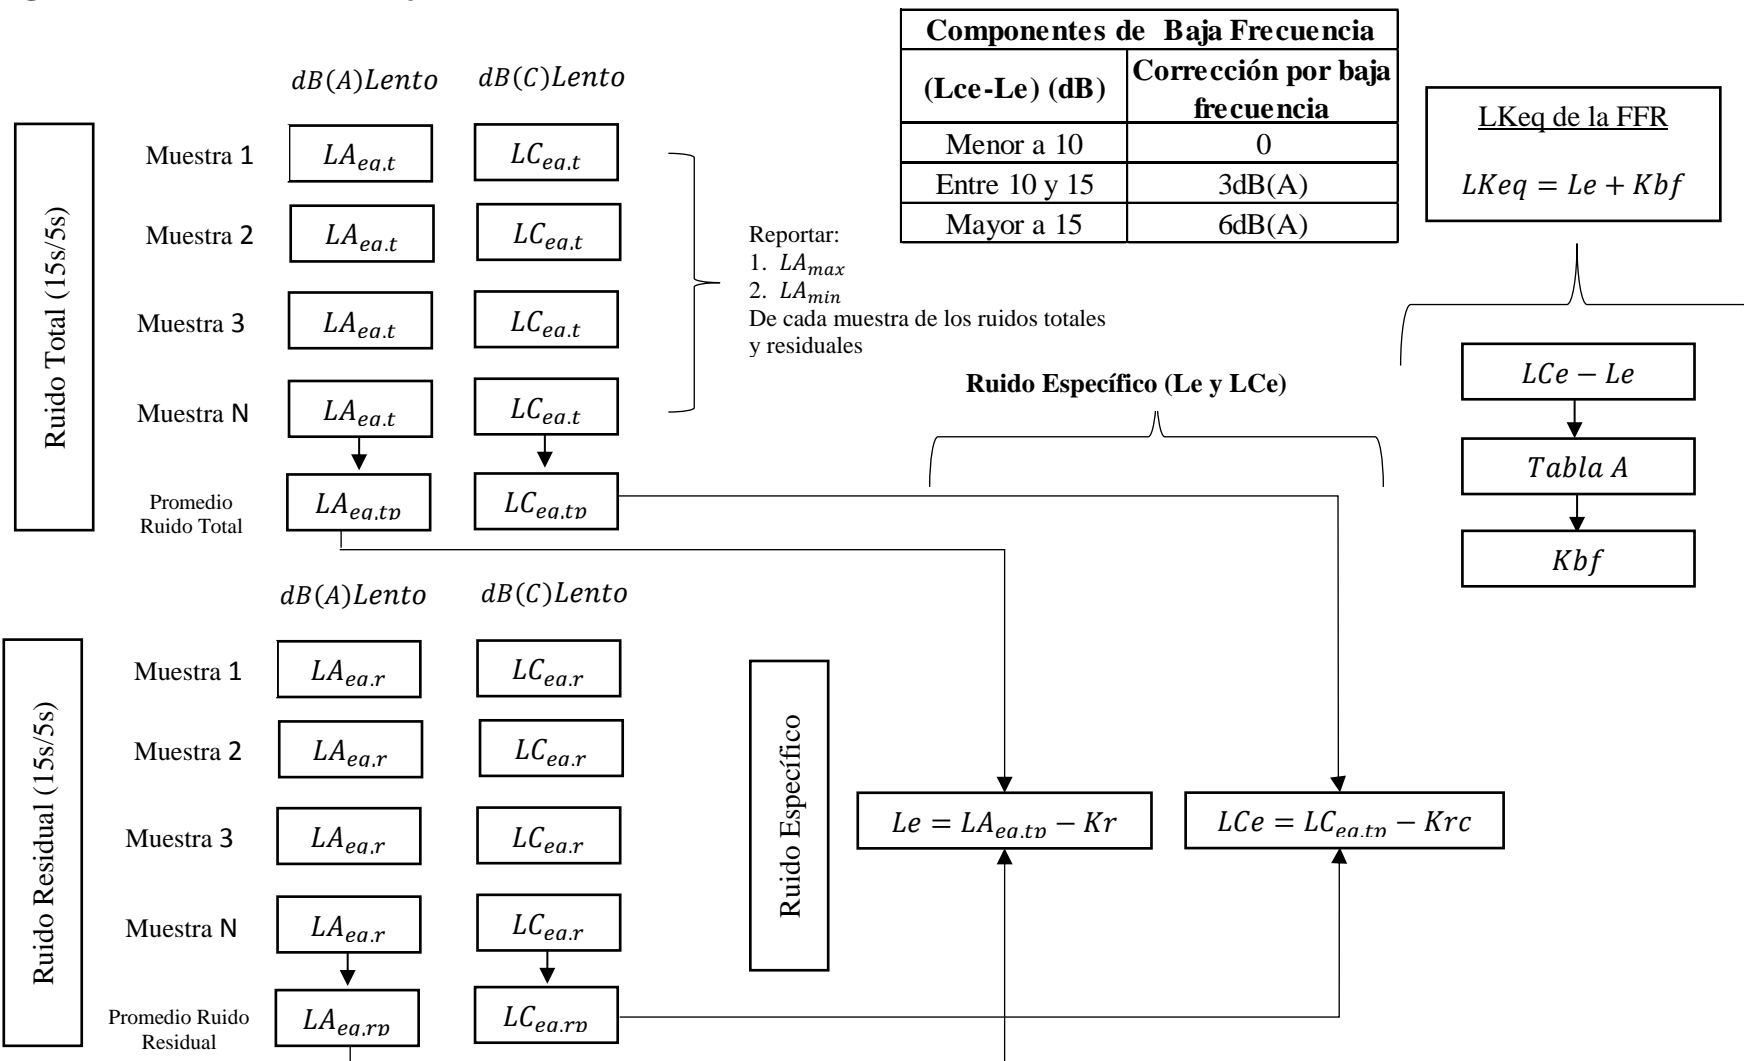 Componentes de Baja Frecuencia
(Lce-Le) (dB) Corrección por baja frecuencia
Menor a 10 0
Entre 10 y 15 3dB(A)
Mayor a 15 6dB(A)
LKeq de la FFR
LKeq = Le + Kbf
LCe − Le
Tabla A
Kbf
Ruido Total (15s/5s)
dB(A)Lento dB(C)Lento
Muestra 1 LAeq.t LCeq.t
Muestra 2 LAeq.t LCeq.t
Muestra 3 LAeq.t LCeq.t
Muestra N LAeq.t LCeq.t
Promedio
Ruido Total
LAeq.tp LCeq.tp
Reportar:
1. LAmax
2. LAmin
De cada muestra de los ruidos totales
y residuales
Ruido Específico (Le y LCe)
Ruido Residual (15s/5s)
dB(A)Lento dB(C)Lento
Muestra 1 LAeq.r LCeq.r
Muestra 2 LAeq.r LCeq.r
Muestra 3 LAeq.r LCeq.r
Muestra N LAeq.r LCeq.r
Promedio Ruido
Residual
LAeq.rp LCeq.rp
Ruido Específico
Le = LAeq.tp − Kr
LCe = LCeq.tp − Krc